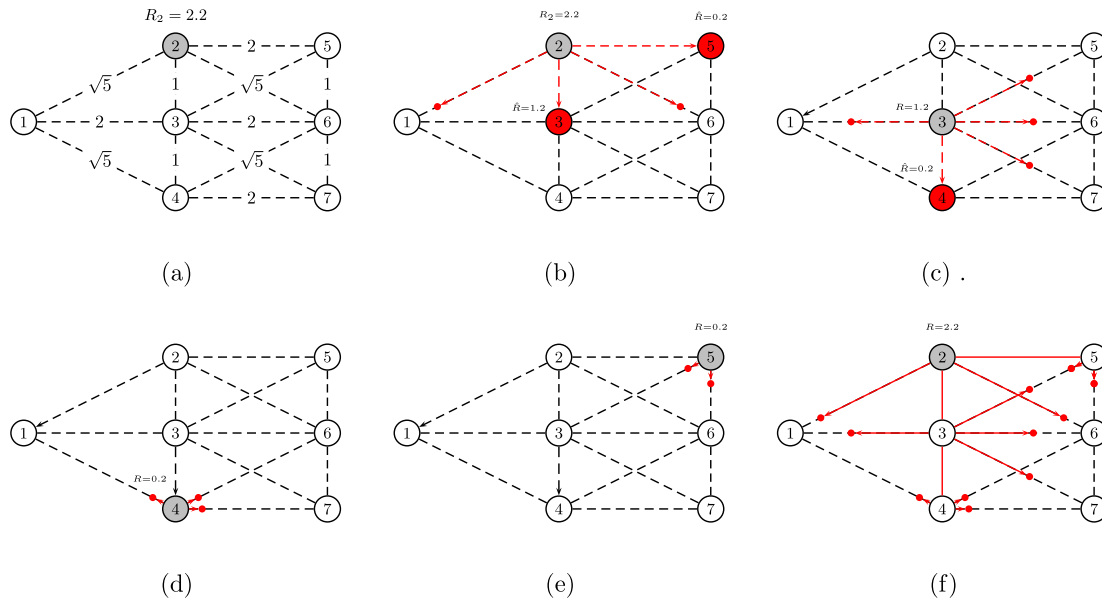 R₂ = 2.2
2 2 5
√5 1 √5 1
1 2 3 2 6
√5 1 √5 1
4 2 7
(a)
R₂=2.2 R̂=0.2
2 5
R̂=1.2
1 3 6
4 7
(b)
2 5
R=1.2
1 3 6
R̂=0.2
4 7
(c) .
2 5
1 3 6
R=0.2
4 7
(d)
R=0.2
2 5
1 3 6
4 7
(e)
R=2.2
2 5
1 3 6
4 7
(f)